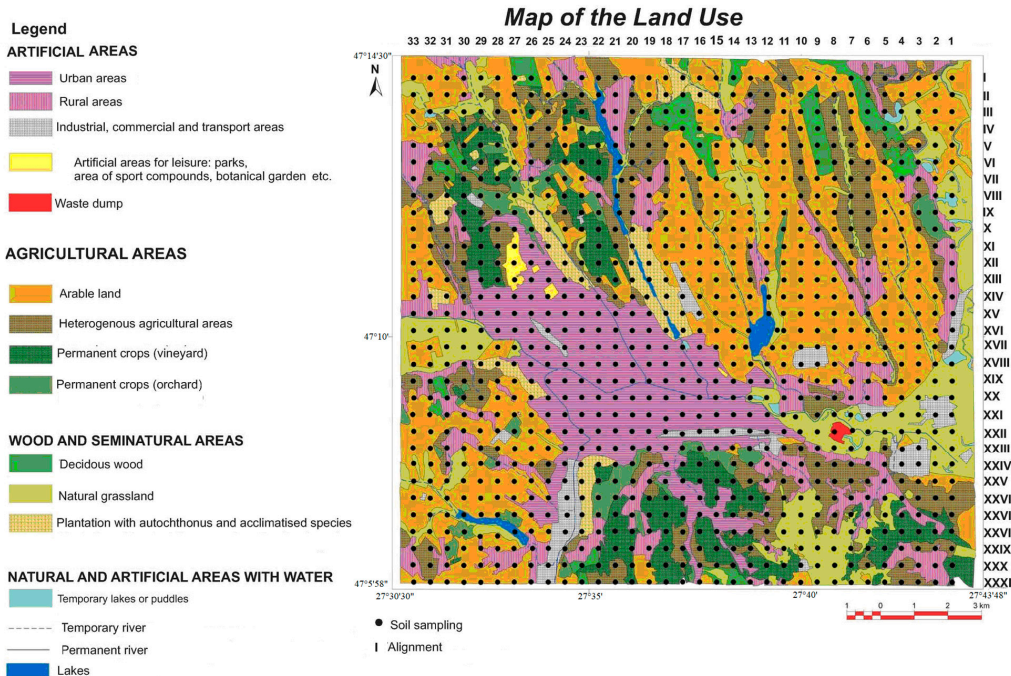 Map of the Land Use
Legend
ARTIFICIAL AREAS
Urban areas
Rural areas
Industrial, commercial and transport areas
Artificial areas for leisure: parks,
area of sport compounds, botanical garden etc.
Waste dump
AGRICULTURAL AREAS
Arable land
Heterogenous agricultural areas
Permanent crops (vineyard)
Permanent crops (orchard)
WOOD AND SEMINATURAL AREAS
Decidous wood
Natural grassland
Plantation with autochthonus and acclimatised species
NATURAL AND ARTIFICIAL AREAS WITH WATER
Temporary lakes or puddles
Temporary river
Permanent river
Lakes
33 32 31 30 29 28 27 26 25 24 23 22 21 20 19 18 17 16 15 14 13 12 11 10 9 8 7 6 5 4 3 2 1
47°14'30"
N
I
II
III
IV
V
VI
VII
VIII
IX
X
XI
XII
XIII
XIV
XV
XVI
47°10'
XVII
XVIII
XIX
XX
XXI
XXII
XXIII
XXIV
XXV
XXVI
XXVI
XXVI
XXIX
XXX
XXXI
47°5'58"
27°30'30" 27°35' 27°40' 27°43'48"
1 0 1 2 3 km
Soil sampling
I Alignment